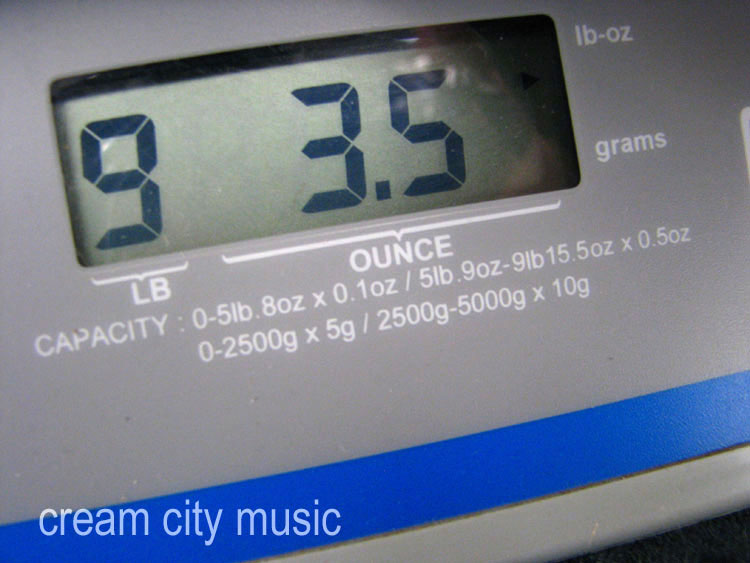 lb-oz
9 3.5
grams
LB
OUNCE
CAPACITY : 0-5lb.8oz x 0.1oz / 5lb.9oz-9lb15.5oz x 0.5oz
0-2500g x 5g / 2500g-5000g x 10g
cream city music